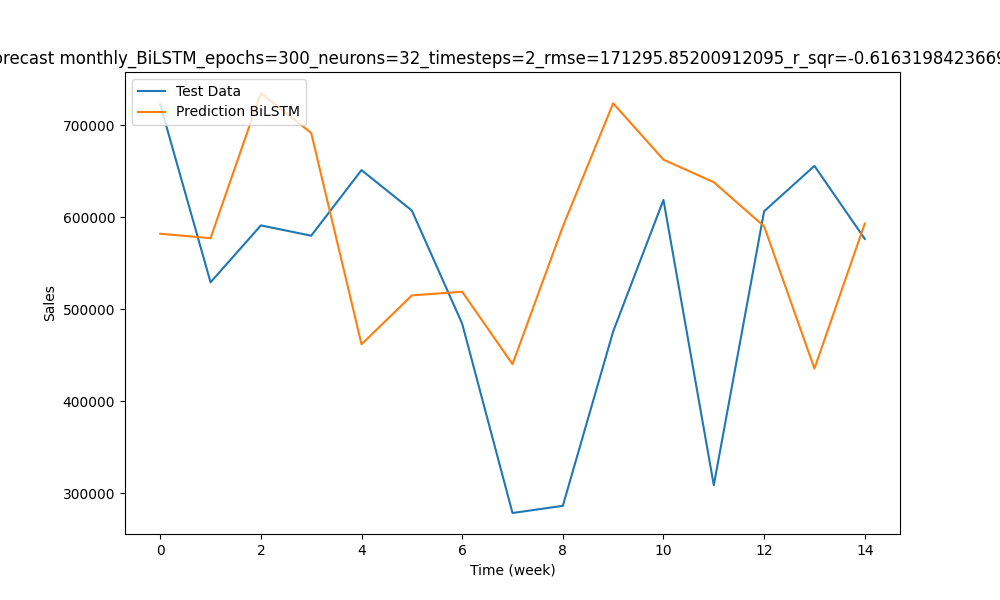 recast monthly_BiLSTM_epochs=300_neurons=32_timesteps=2_rmse=171295.85200912095_r_sqr=-0.6163198423669
Test Data
Prediction BiLSTM
700000
600000
500000
400000
300000
Sales
0 2 4 6 8 10 12 14
Time (week)